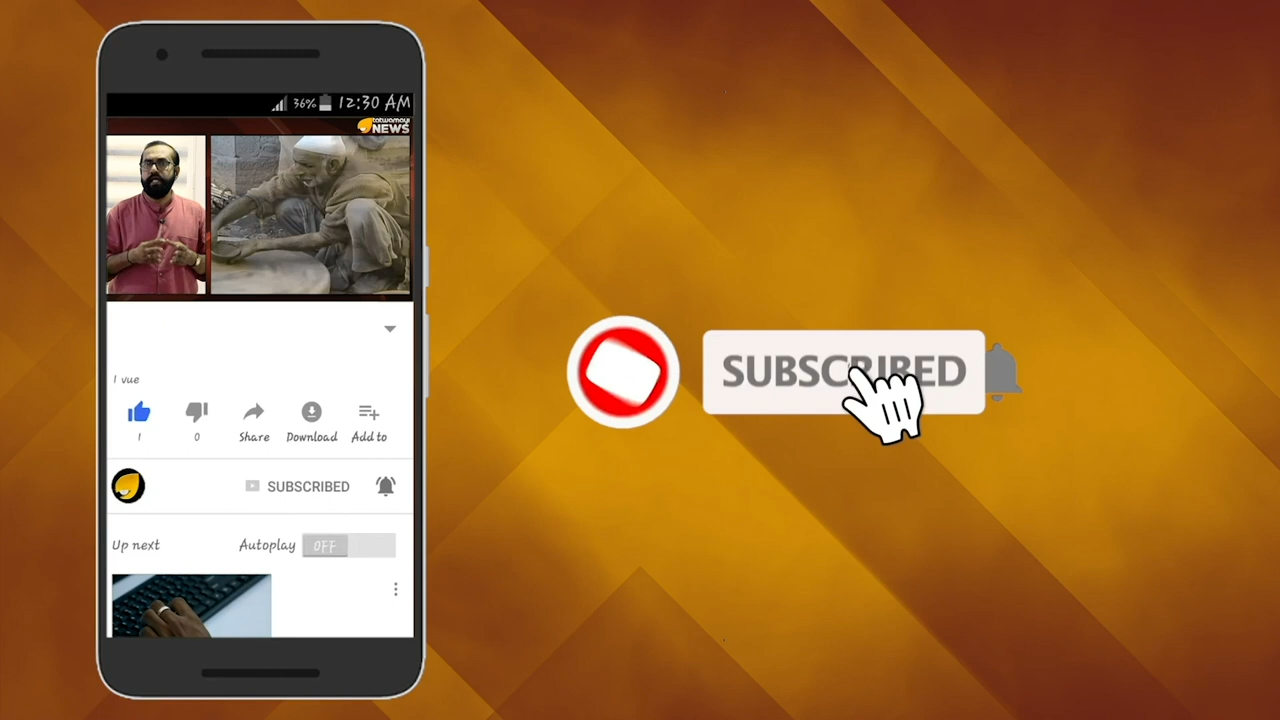 36% 12:30 AM
tatwamayi
NEWS
1 vue
1
0
Share
Download
Add to
SUBSCRIBED
Up next
Autoplay
OFF
SUBSCRIBED